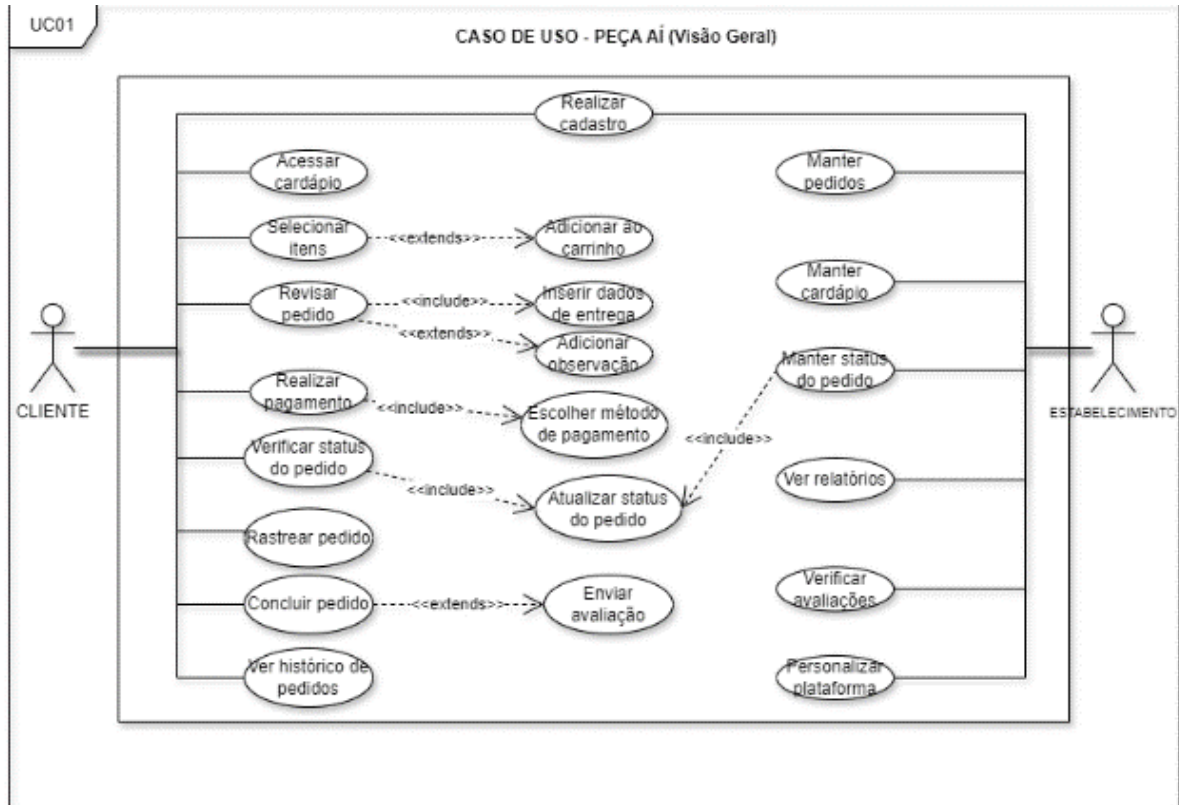 UC01
CASO DE USO - PEÇA AÍ (Visão Geral)
Realizar
cadastro
Acessar
cardápio
Manter
pedidos
Selecionar
itens
<<extends>>
Adicionar ao
carrinho
Manter
cardápio
Revisar
pedido
<<include>>
Inserir dados
de entrega
<<extends>>
Adicionar
observação
Manter status
do pedido
CLIENTE
ESTABELECIMENTO
Realizar
pagamento
<<include>>
Escolher método
de pagamento
<<include>>
Verificar status
do pedido
<<include>>
Atualizar status
do pedido
Ver relatórios
Rastrear pedido
Concluir pedido
<<extends>>
Enviar
avaliação
Verificar
avaliações
Ver histórico de
pedidos
Personalizar
plataforma